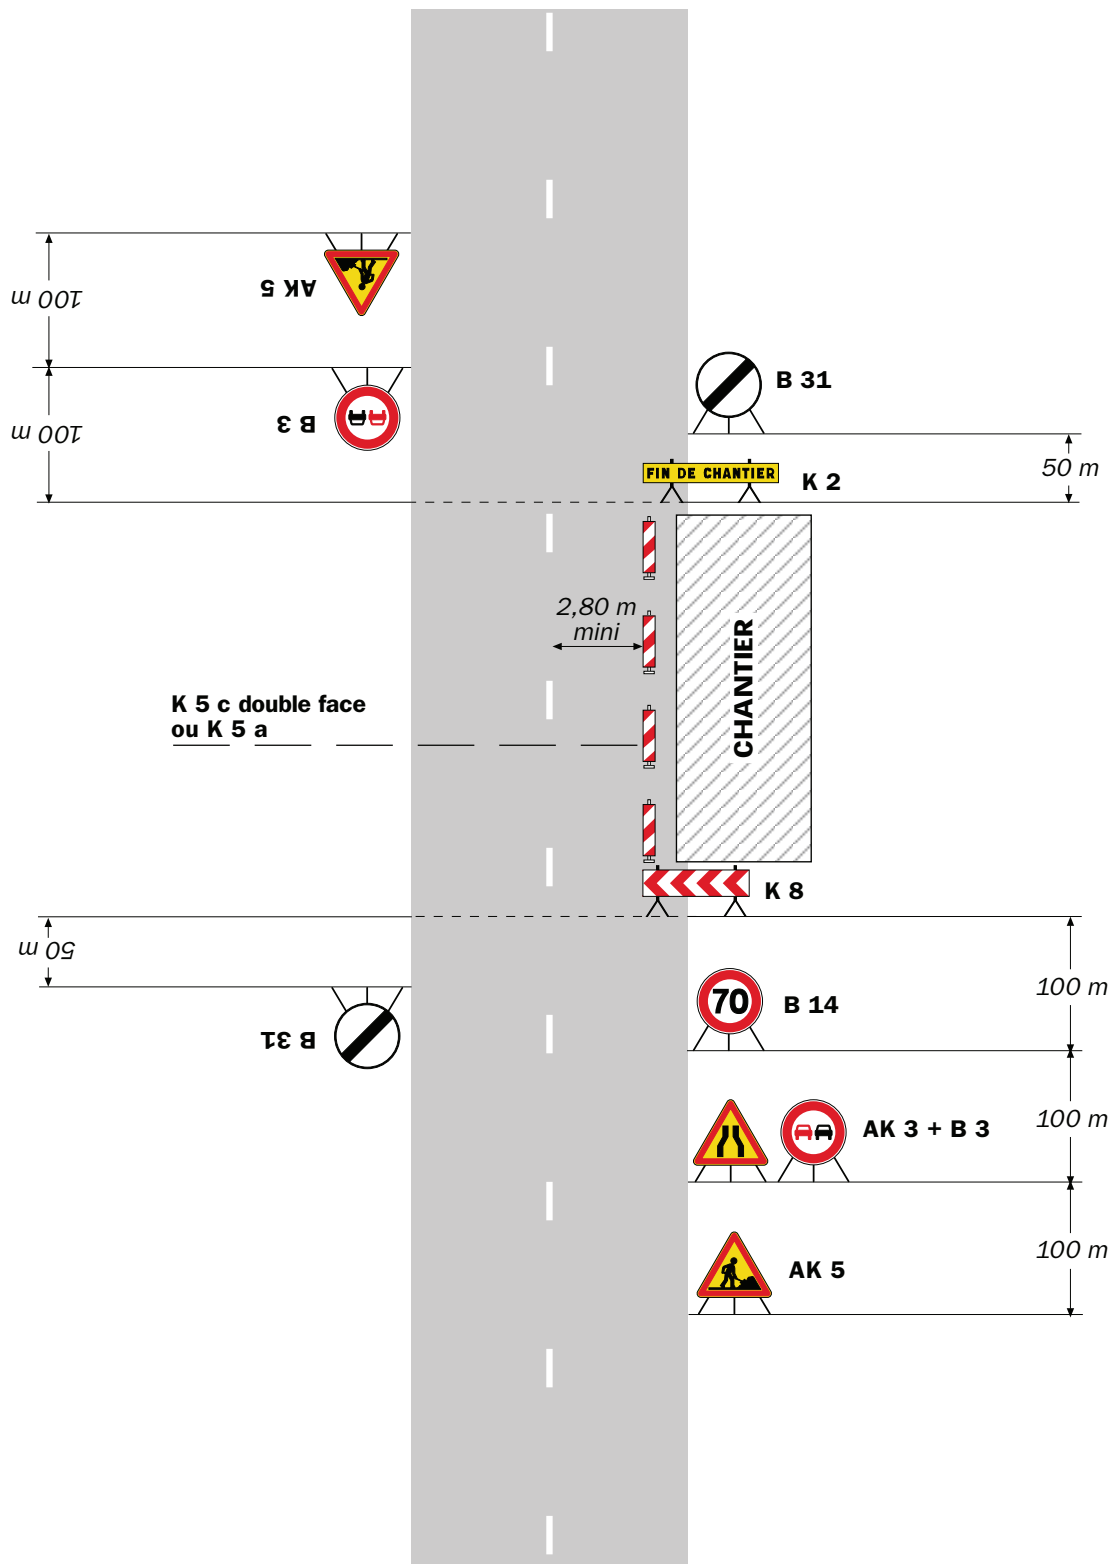 AK 5
100 m
B 3
100 m
B 31
50 m
FIN DE CHANTIER
K 2
2,80 m
mini
CHANTIER
K 5 c double face
ou K 5 a
K 8
50 m
B 31
70
B 14
100 m
AK 3 + B 3
100 m
AK 5
100 m